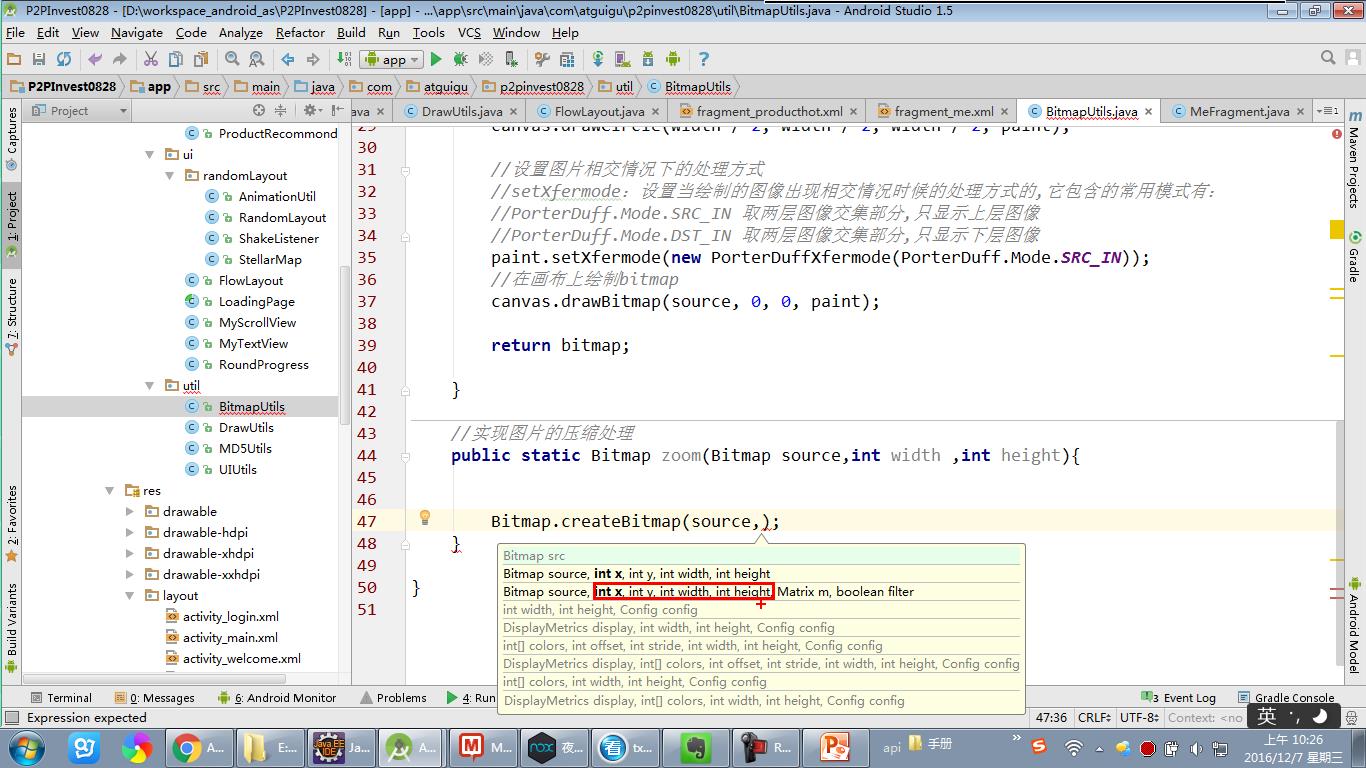 P2PInvest0828 - [D:\workspace_android_as\P2PInvest0828] - [app] - ...\app\src\main\java\com\atguigu\p2pinvest0828\util\BitmapUtils.java - Android Studio 1.5
File Edit View Navigate Code Analyze Refactor Build Run Tools VCS Window Help
app
P2PInvest0828 app src main java com atguigu p2pinvest0828 util BitmapUtils
Project
java
DrawUtils.java
FlowLayout.java
fragment_producthot.xml
fragment_me.xml
BitmapUtils.java
MeFragment.java
Captures
1: Project
7: Structure
2: Favorites
Build Variants
ProductRecommond
ui
randomLayout
AnimationUtil
RandomLayout
ShakeListener
StellarMap
FlowLayout
LoadingPage
MyScrollView
MyTextView
RoundProgress
util
BitmapUtils
DrawUtils
MD5Utils
UIUtils
res
drawable
drawable-hdpi
drawable-xhdpi
drawable-xxhdpi
layout
activity_login.xml
activity_main.xml
activity_welcome.xml
29 canvas.drawCircle(width / 2, width / 2, width / 2, paint);
30
31 //设置图片相交情况下的处理方式
32 //setXfermode：设置当绘制的图像出现相交情况时候的处理方式的,它包含的常用模式有：
33 //PorterDuff.Mode.SRC_IN 取两层图像交集部分,只显示上层图像
34 //PorterDuff.Mode.DST_IN 取两层图像交集部分,只显示下层图像
35 paint.setXfermode(new PorterDuffXfermode(PorterDuff.Mode.SRC_IN));
36 //在画布上绘制bitmap
37 canvas.drawBitmap(source, 0, 0, paint);
38
39 return bitmap;
40
41 }
42
43 //实现图片的压缩处理
44 public static Bitmap zoom(Bitmap source,int width ,int height){
45
46
47 Bitmap.createBitmap(source,);
48 }
49
50 }
51
Bitmap src
Bitmap source, int x, int y, int width, int height
Bitmap source, int x, int y, int width, int height, Matrix m, boolean filter
int width, int height, Config config
DisplayMetrics display, int width, int height, Config config
int[] colors, int offset, int stride, int width, int height, Config config
DisplayMetrics display, int[] colors, int offset, int stride, int width, int height, Config config
int[] colors, int width, int height, Config config
DisplayMetrics display, int[] colors, int width, int height, Config config
Maven Projects
Gradle
Android Model
Terminal 0: Messages 6: Android Monitor Problems 4: Run 3 Event Log Gradle Console
Expression expected 47:36 CRLF UTF-8 Context: <no
英
A... E:... Ja... A... M... 夜... tx... R...
api 手册
上午 10:26
2016/12/7 星期三